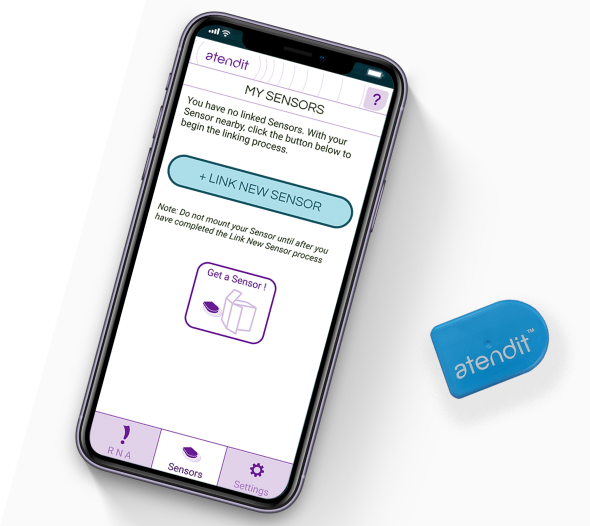 atendit
?
MY SENSORS
You have no linked Sensors. With your
Sensor nearby, click the button below to
begin the linking process.
+ LINK NEW SENSOR
Note: Do not mount your Sensor until after you
have completed the Link New Sensor process
Get a Sensor !
RNA
Sensors
Settings
atendit™